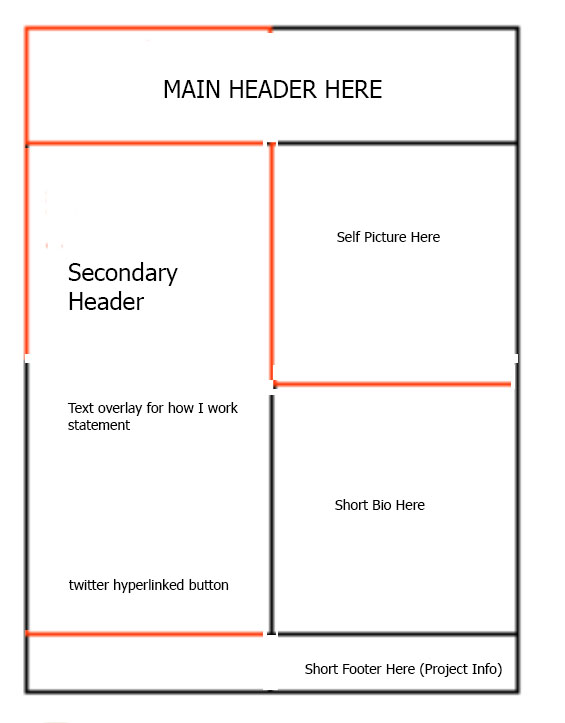 MAIN HEADER HERE
Self Picture Here
Secondary
Header
Text overlay for how I work
statement
Short Bio Here
twitter hyperlinked button
Short Footer Here (Project Info)